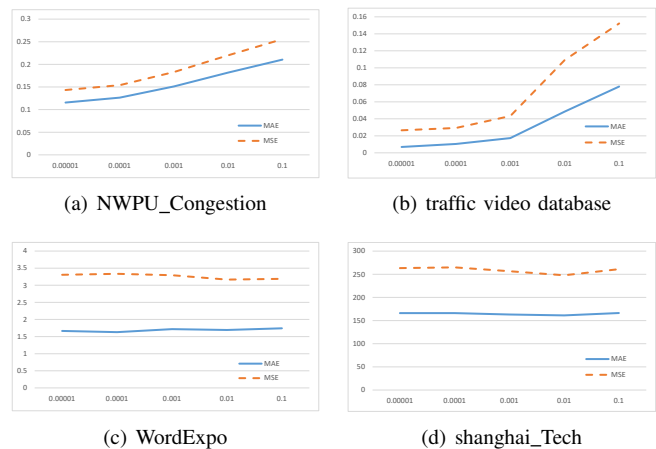 0.3
0.25
0.2
0.15
0.1
0.05
0
MAE
MSE
0.00001 0.0001 0.001 0.01 0.1
(a) NWPU_Congestion
0.16
0.14
0.12
0.1
0.08
0.06
0.04
0.02
0
MAE
MSE
0.00001 0.0001 0.001 0.01 0.1
(b) traffic video database
4
3.5
3
2.5
2
1.5
1
0.5
0
MAE
MSE
0.00001 0.0001 0.001 0.01 0.1
(c) WordExpo
300
250
200
150
100
50
0
MAE
MSE
0.00001 0.0001 0.001 0.01 0.1
(d) shanghai_Tech